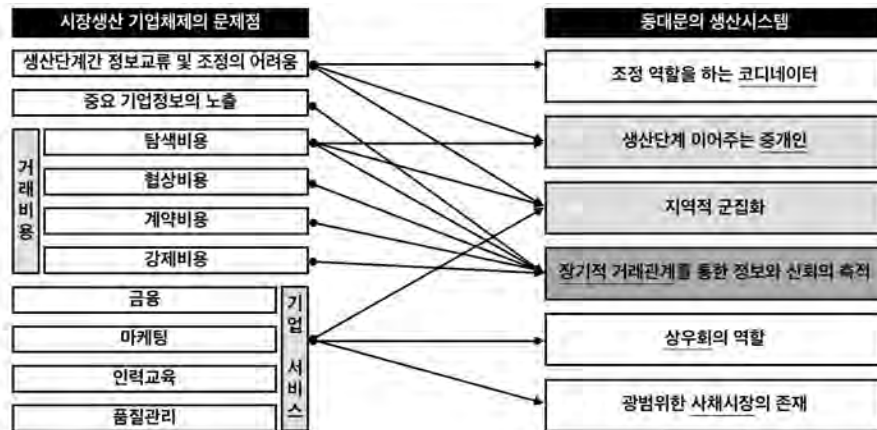 시장생산 기업체제의 문제점
생산단계간 정보교류 및 조정의 어려움
중요 기업정보의 노출
거래비용
탐색비용
협상비용
계약비용
강제비용
금융
마케팅
인력교육
품질관리
기업 서비스
동대문의 생산시스템
조정 역할을 하는 코디네이터
생산단계 이어주는 중개인
지역적 군집화
장기적 거래관계를 통한 정보와 신뢰의 축적
상우회의 역할
광범위한 사채시장의 존재